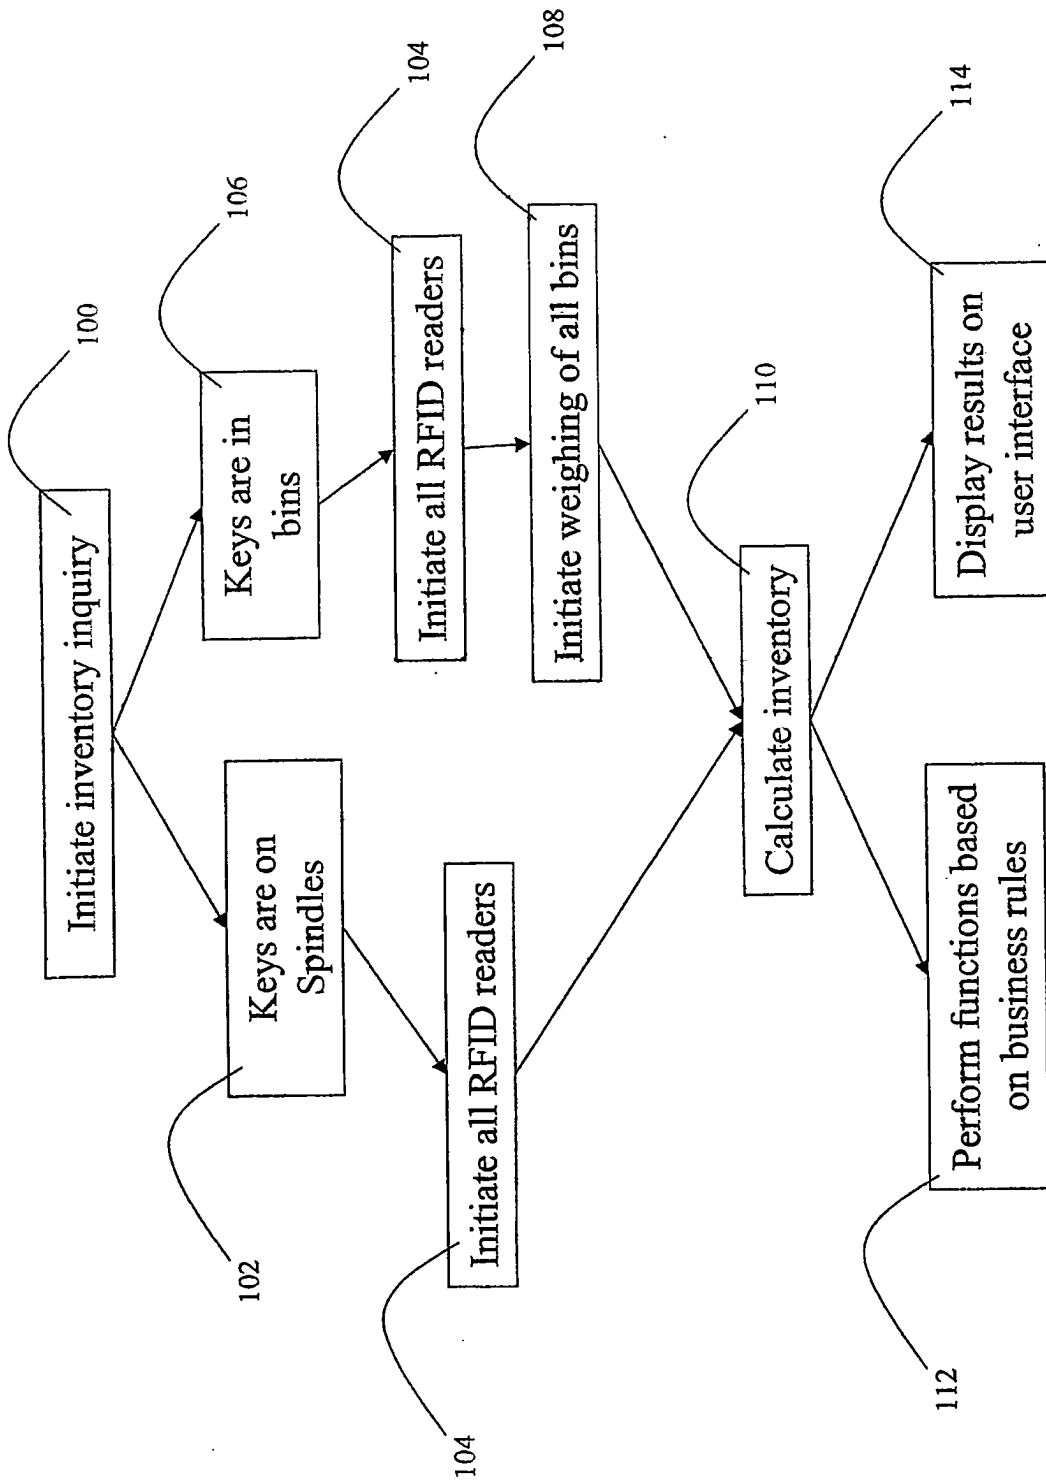 100
Initiate inventory inquiry
102
Keys are on
Spindles
106
Keys are in
bins
104
Initiate all RFID readers
104
Initiate all RFID readers
108
Initiate weighing of all bins
110
Calculate inventory
112
Perform functions based
on business rules
114
Display results on
user interface